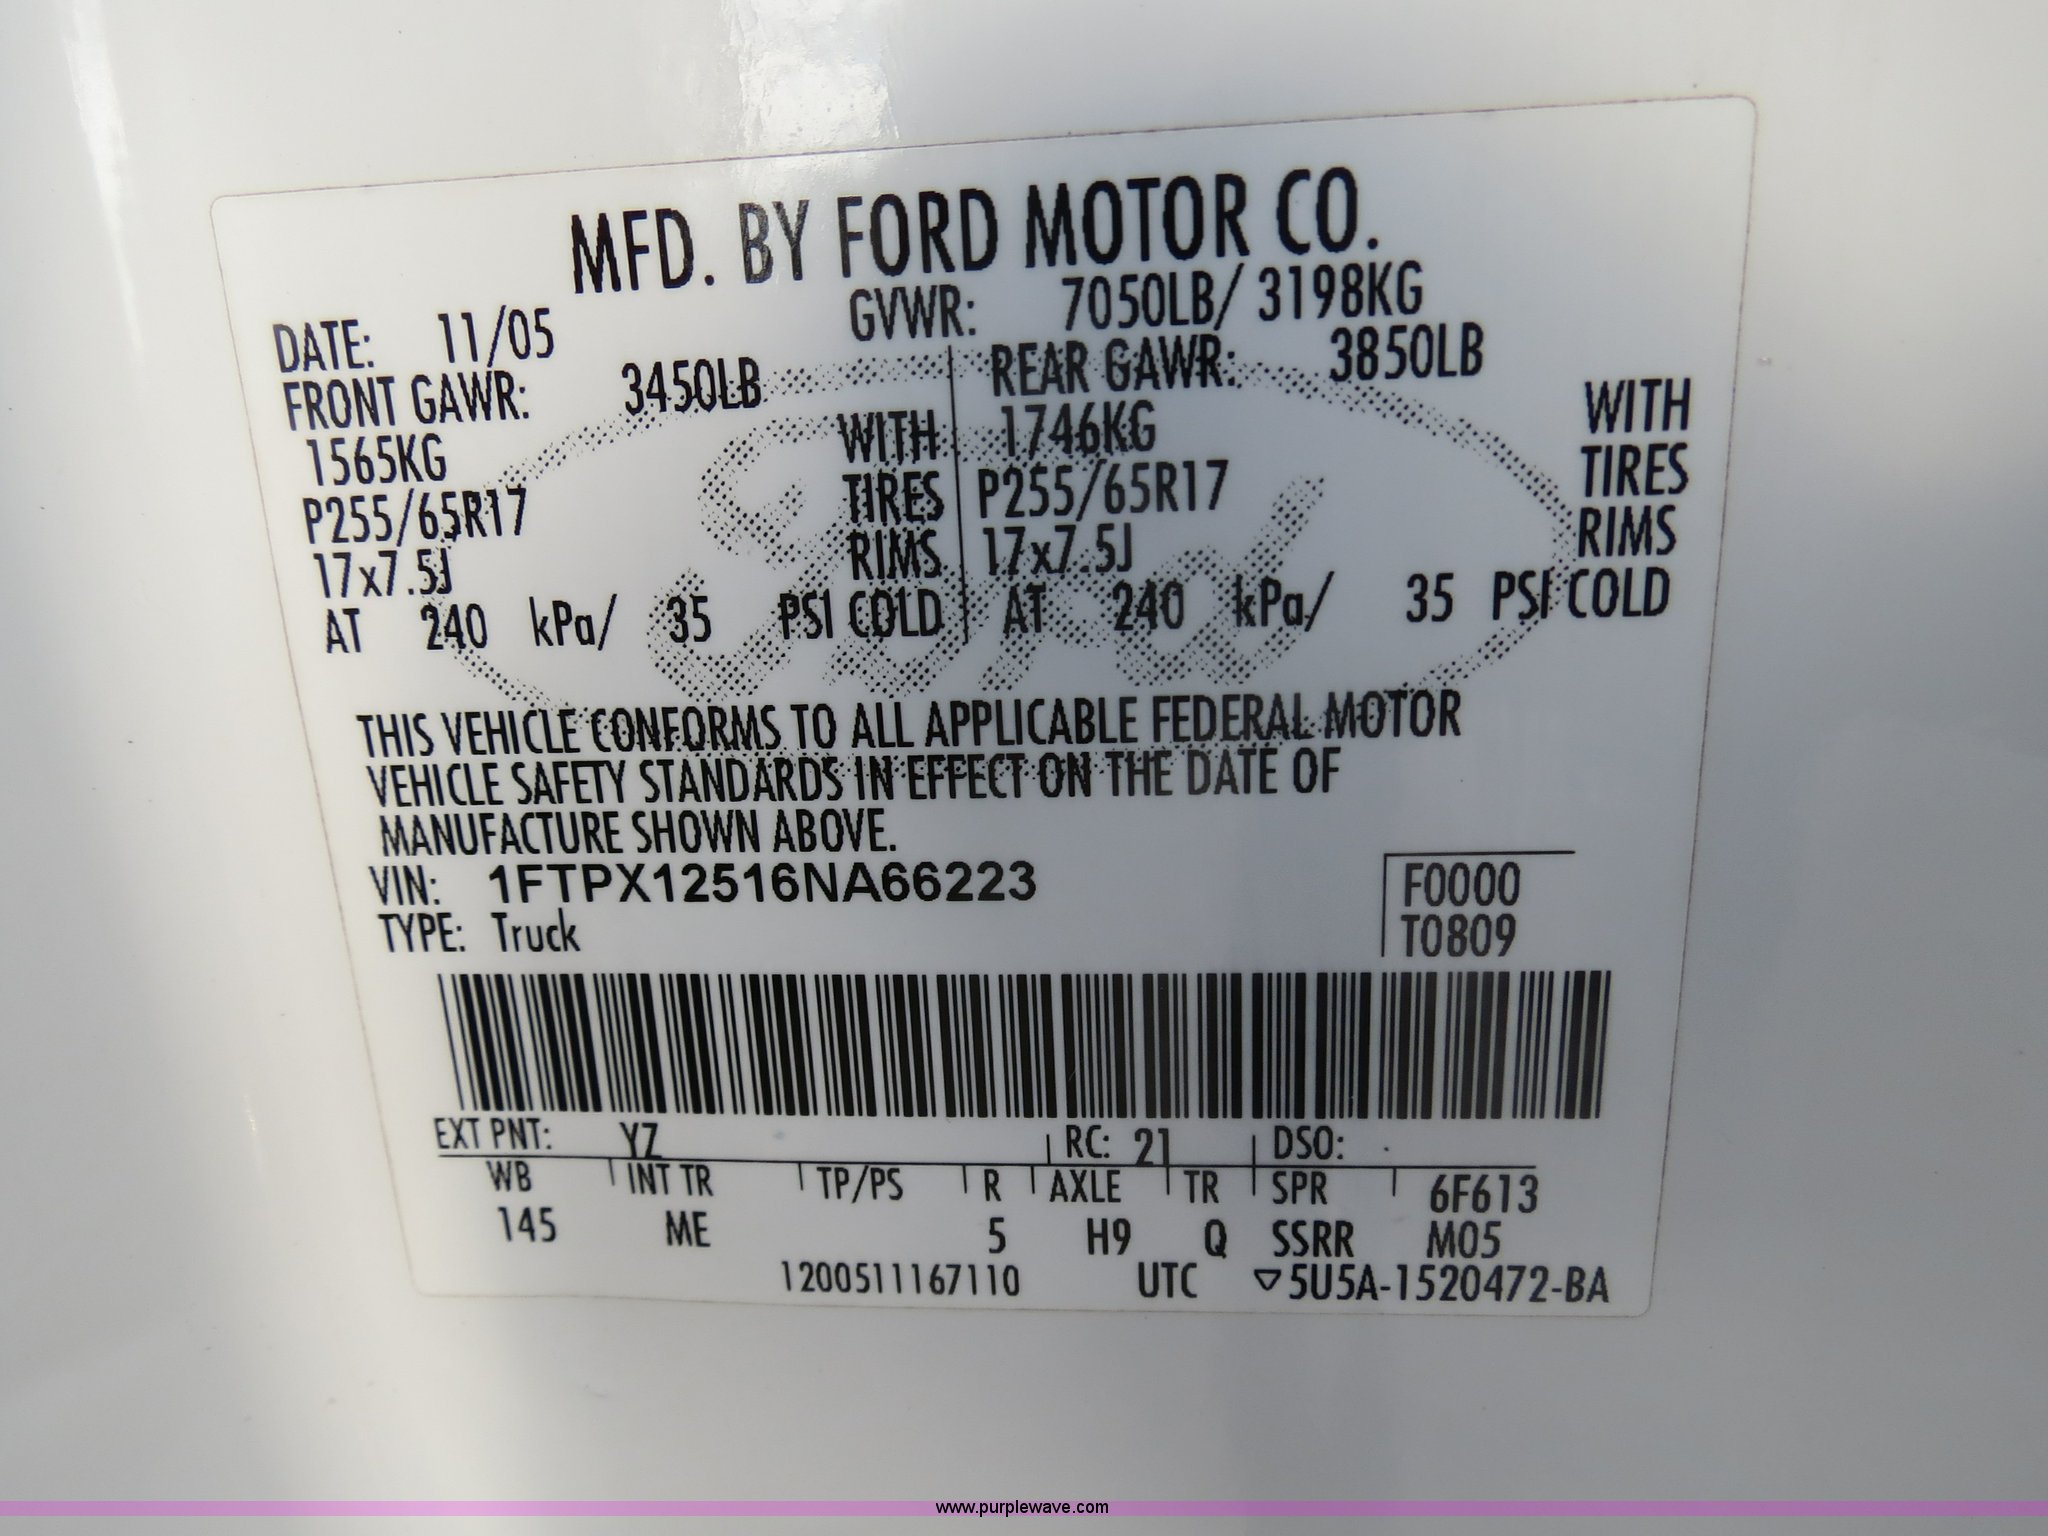 MFD. BY FORD MOTOR CO.
DATE: 11/05 GVWR: 7050LB/ 3198KG
FRONT GAWR: 3450LB REAR GAWR: 3850LB
1565KG WITH 1746KG WITH
P255/65R17 TIRES P255/65R17 TIRES
17x7.5J RIMS 17x7.5J RIMS
AT 240 kPa/ 35 PSI COLD AT 240 kPa/ 35 PSI COLD
Ford
THIS VEHICLE CONFORMS TO ALL APPLICABLE FEDERAL MOTOR
VEHICLE SAFETY STANDARDS IN EFFECT ON THE DATE OF
MANUFACTURE SHOWN ABOVE.
VIN: 1FTPX12516NA66223 F0000
TYPE: Truck T0809
EXT PNT: YZ RC: 21 DSO:
WB INT TR TP/PS R AXLE TR SPR 6F613
145 ME 5 H9 Q SSRR M05
1200511167110 UTC ▽5U5A-1520472-BA
www.purplewave.com